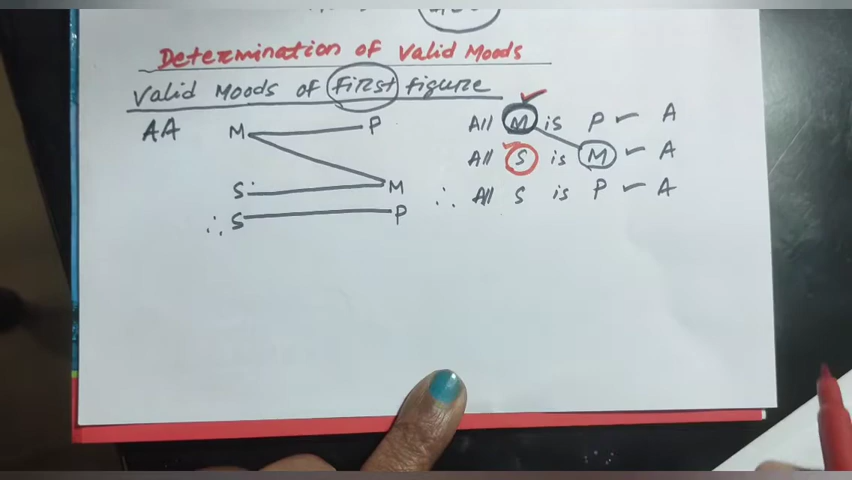 Determination of Valid Moods
Valid Moods of First figure
AA M P All M is P A
S M All S is M A
∴ S P ∴ All S is P A